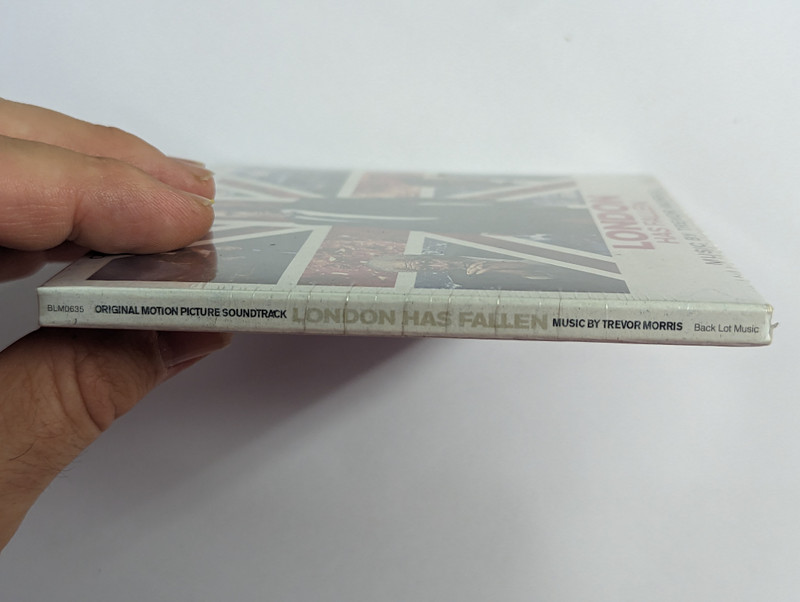 BLM0635 ORIGINAL MOTION PICTURE SOUNDTRACK LONDON HAS FALLEN MUSIC BY TREVOR MORRIS Back Lot Music
LONDON
HAS FALLEN